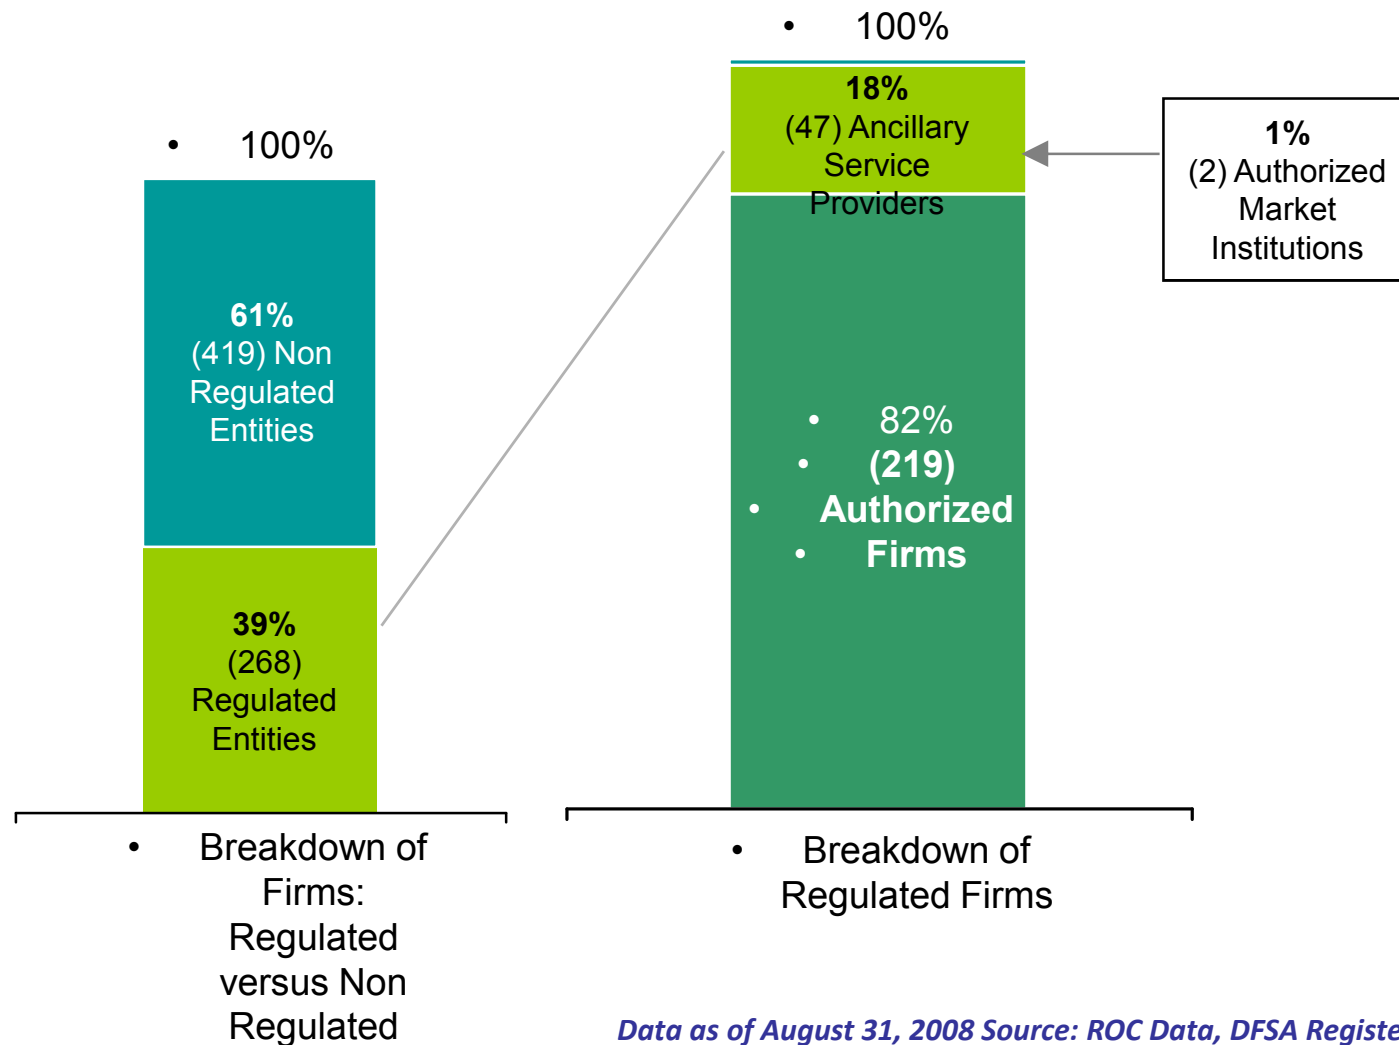 • 100%
61%
(419) Non
Regulated
Entities
39%
(268)
Regulated
Entities
• Breakdown of
Firms:
Regulated
versus Non
Regulated
• 100%
18%
(47) Ancillary
Service
Providers
1%
(2) Authorized
Market
Institutions
• 82%
• (219)
• Authorized
• Firms
• Breakdown of
Regulated Firms
Data as of August 31, 2008 Source: ROC Data, DFSA Registe